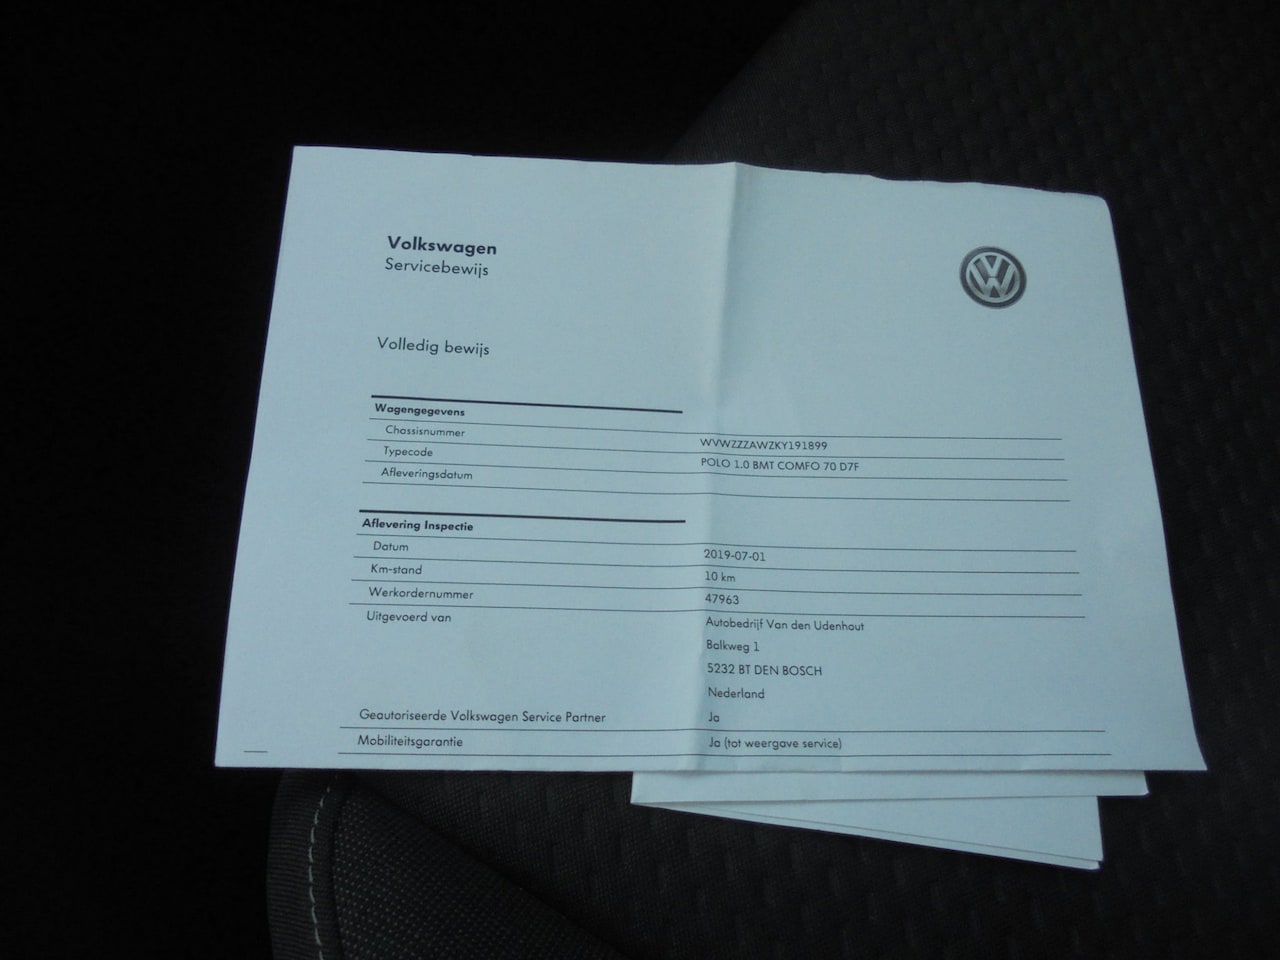 Volkswagen
Servicebewijs
Volledig bewijs
Wagengegevens
Chassisnummer WVWZZZAWZKY191899
Typecode POLO 1.0 BMT COMFO 70 D7F
Afleveringsdatum
Aflevering Inspectie
Datum 2019-07-01
Km-stand 10 km
Werkordernummer 47963
Uitgevoerd van Autobedrijf Van den Udenhout
Balkweg 1
5232 BT DEN BOSCH
Nederland
Geautoriseerde Volkswagen Service Partner Ja
Mobiliteitsgarantie Ja (tot weergave service)